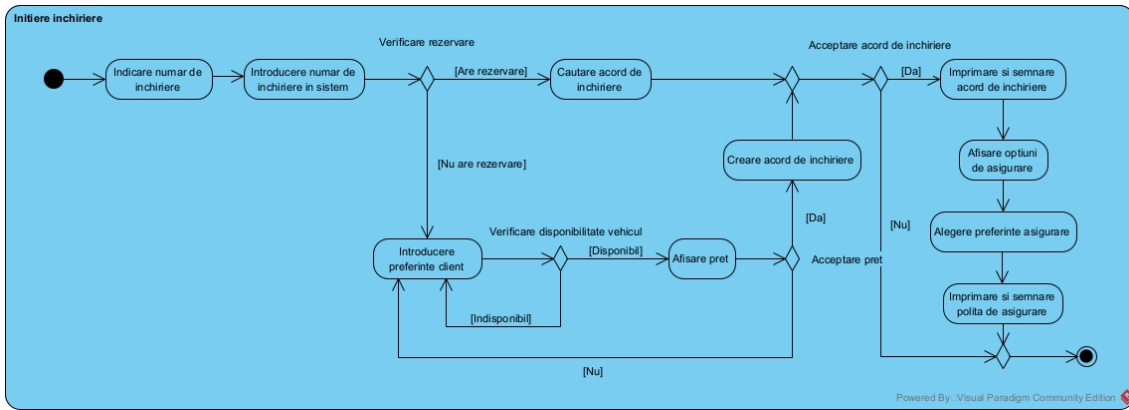 Initiere inchiriere
Verificare rezervare
Acceptare acord de inchiriere
Indicare numar de
inchiriere
Introducere numar de
inchiriere in sistem
[Are rezervare]
Cautare acord de
inchiriere
[Da]
Imprimare si semnare
acord de inchiriere
[Nu are rezervare]
Creare acord de inchiriere
Afisare optiuni
de asigurare
[Da]
[Nu]
Alegere preferinte asigurare
Verificare disponibilitate vehicul
Introducere
preferinte client
[Disponibil]
Afisare pret
Acceptare pret
[Indisponibil]
Imprimare si semnare
polita de asigurare
[Nu]
Powered By: Visual Paradigm Community Edition